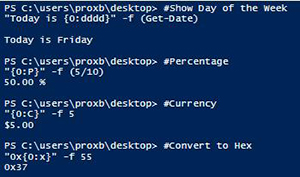 PS C:\users\proxb\desktop> #Show Day of the Week
"Today is {0:dddd}" -f (Get-Date)
Today is Friday
PS C:\users\proxb\desktop> #Percentage
"{0:P}" -f (5/10)
50.00 %
PS C:\users\proxb\desktop> #Currency
"{0:C}" -f 5
$5.00
PS C:\users\proxb\desktop> #Convert to Hex
"0x{0:x}" -f 55
0x37